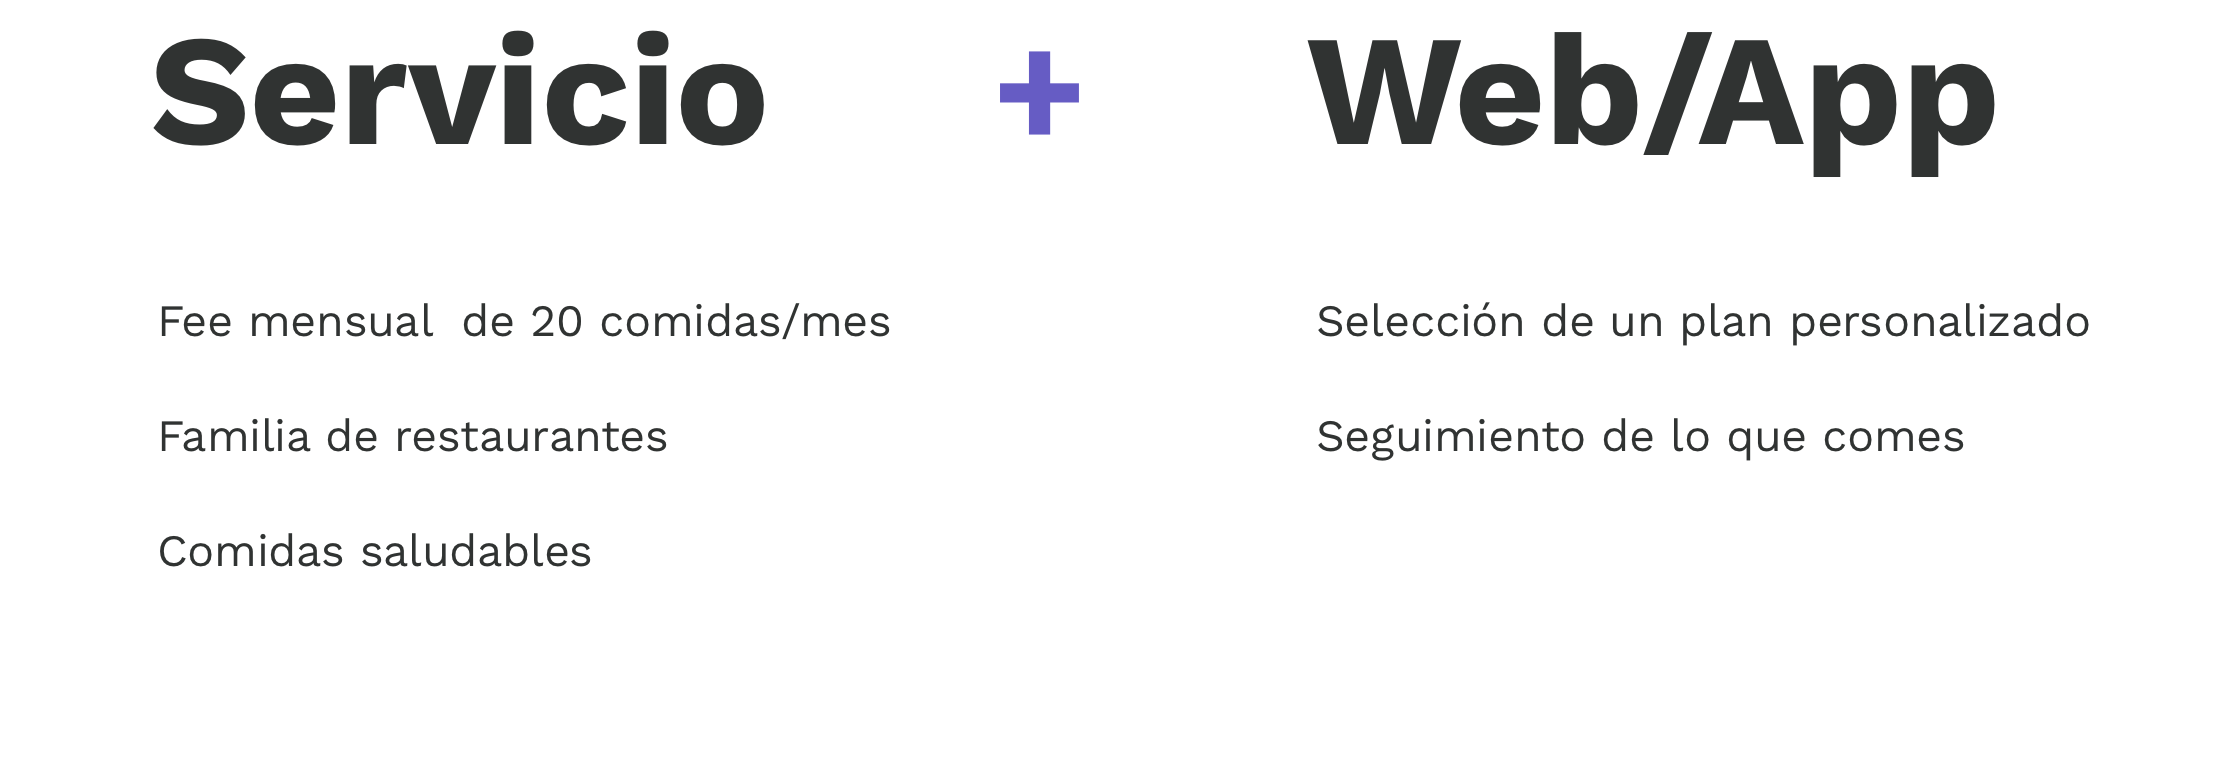 Servicio + Web/App
Fee mensual  de 20 comidas/mes
Familia de restaurantes
Comidas saludables
Selección de un plan personalizado
Seguimiento de lo que comes